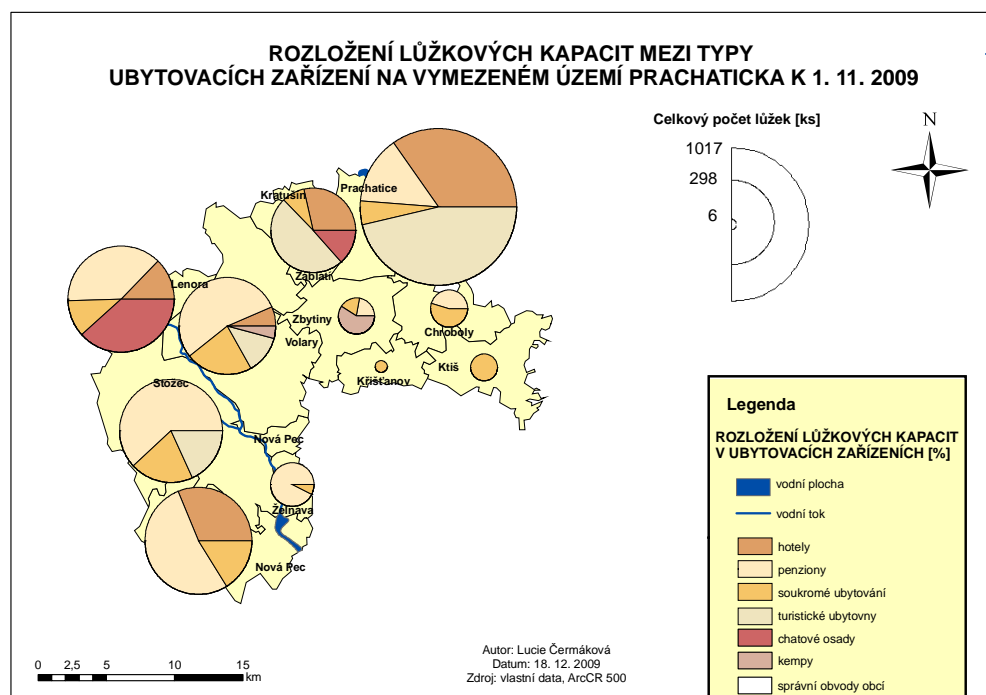 ROZLOŽENÍ LŮŽKOVÝCH KAPACIT MEZI TYPY
UBYTOVACÍCH ZAŘÍZENÍ NA VYMEZENÉM ÚZEMÍ PRACHATICKA K 1. 11. 2009
Celkový počet lůžek [ks]
1017
298
6
N
Prachatice
Kratušín
Záblatí
Lenora
Zbytiny
Volary
Chroboly
Ktiš
Křišťanov
Stožec
Nová Pec
Želnava
Nová Pec
Legenda
ROZLOŽENÍ LŮŽKOVÝCH KAPACIT
V UBYTOVACÍCH ZAŘÍZENÍCH [%]
vodní plocha
vodní tok
hotely
penziony
soukromé ubytování
turistické ubytovny
chatové osady
kempy
správní obvody obcí
Autor: Lucie Čermáková
Datum: 18. 12. 2009
Zdroj: vlastní data, ArcCR 500
0 2,5 5 10 15
km